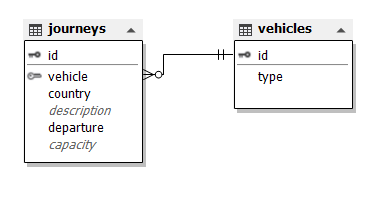 journeys
id
vehicle
country
description
departure
capacity
vehicles
id
type